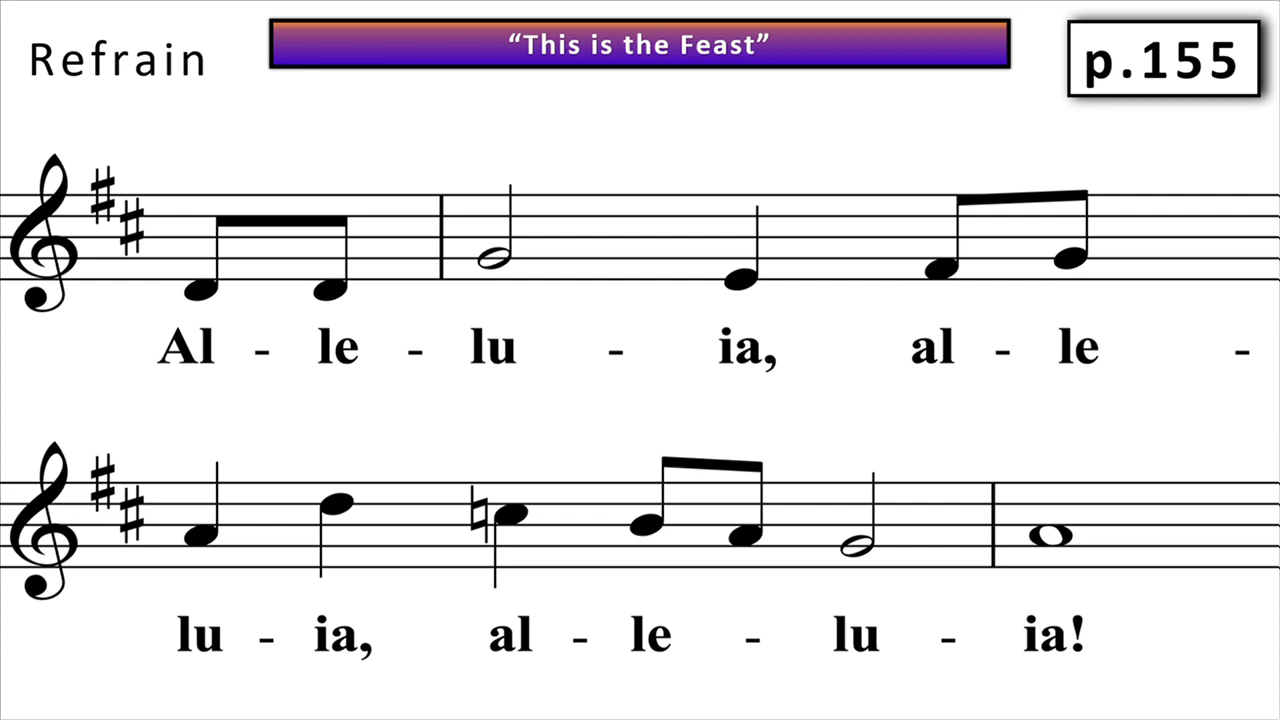 Refrain
“This is the Feast”
p.155
Al - le - lu - ia, al - le -
lu - ia, al - le - lu - ia!